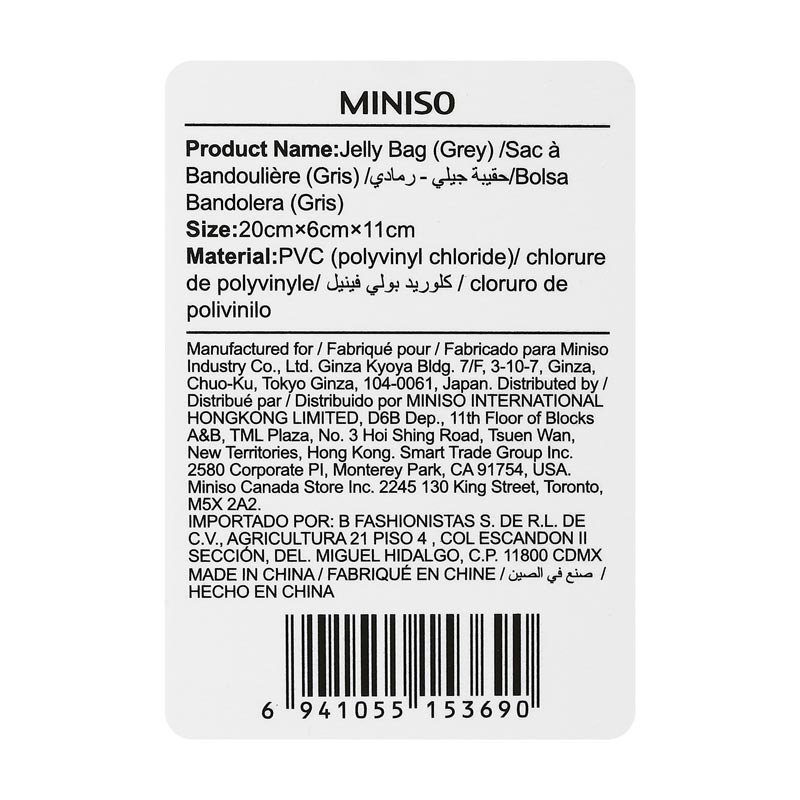 MINISO
Product Name:Jelly Bag (Grey) /Sac à
Bandoulière (Gris) /حقيبة جيلي - رمادي/Bolsa
Bandolera (Gris)
Size:20cm×6cm×11cm
Material:PVC (polyvinyl chloride)/ chlorure
de polyvinyle/ كلوريد بولي فينيل / cloruro de
polivinilo
Manufactured for / Fabriqué pour / Fabricado para Miniso
Industry Co., Ltd. Ginza Kyoya Bldg. 7/F, 3-10-7, Ginza,
Chuo-Ku, Tokyo Ginza, 104-0061, Japan. Distributed by /
Distribué par / Distribuido por MINISO INTERNATIONAL
HONGKONG LIMITED, D6B Dep., 11th Floor of Blocks
A&B, TML Plaza, No. 3 Hoi Shing Road, Tsuen Wan,
New Territories, Hong Kong. Smart Trade Group Inc.
2580 Corporate Pl, Monterey Park, CA 91754, USA.
Miniso Canada Store Inc. 2245 130 King Street, Toronto,
M5X 2A2.
IMPORTADO POR: B FASHIONISTAS S. DE R.L. DE
C.V., AGRICULTURA 21 PISO 4 , COL ESCANDON II
SECCIÓN, DEL. MIGUEL HIDALGO, C.P. 11800 CDMX
MADE IN CHINA / FABRIQUÉ EN CHINE / صنع في الصين /
HECHO EN CHINA
6 941055 153690